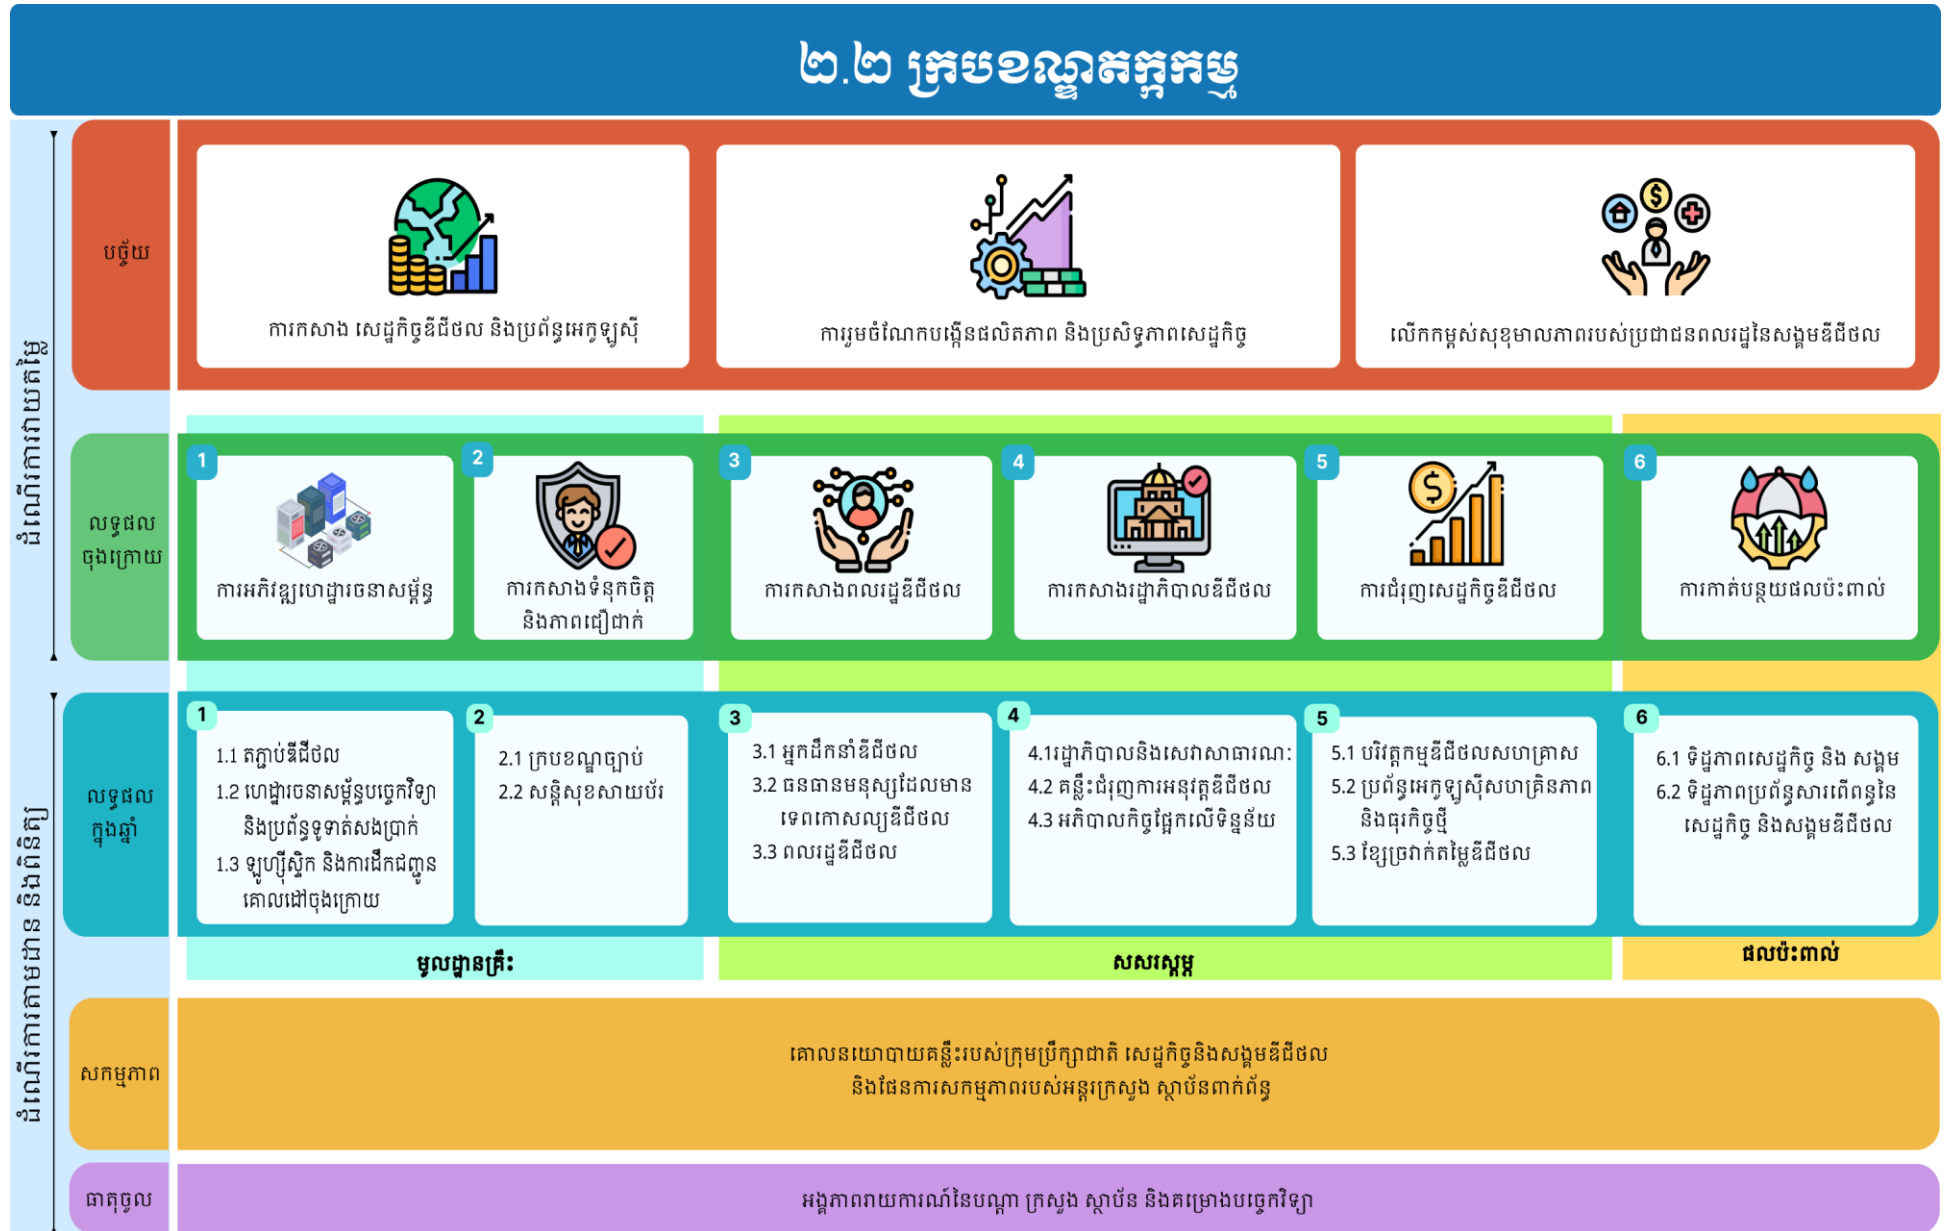 ២.២ ក្របខណ្ឌតក្កកម្ម
ដំណើរការវាយតម្លៃ
បច្ច័យ
ការកសាង សេដ្ឋកិច្ចឌីជីថល និងប្រព័ន្ធអេកូឡូស៊ី
ការរួមចំណែកបង្កើនផលិតភាព និងប្រសិទ្ធភាពសេដ្ឋកិច្ច
លើកកម្ពស់សុខុមាលភាពរបស់ប្រជាជនពលរដ្ឋនៃសង្គមឌីជីថល
លទ្ធផល
ចុងក្រោយ
1
ការអភិវឌ្ឍហេដ្ឋារចនាសម្ព័ន្ធ
2
ការកសាងទំនុកចិត្ត
និងភាពជឿជាក់
3
ការកសាងពលរដ្ឋឌីជីថល
4
ការកសាងរដ្ឋាភិបាលឌីជីថល
5
ការជំរុញសេដ្ឋកិច្ចឌីជីថល
6
ការកាត់បន្ថយផលប៉ះពាល់
ដំណើរការតាមដាន និងពិនិត្យ
លទ្ធផល
ក្នុងឆ្នាំ
1
1.1 តភ្ជាប់ឌីជីថល
1.2 ហេដ្ឋារចនាសម្ព័ន្ធបច្ចេកវិទ្យា
និងប្រព័ន្ធទូទាត់សងប្រាក់
1.3 ឡូហ្ស៊ីស្ទិក និងការដឹកជញ្ជូន
គោលដៅចុងក្រោយ
2
2.1 ក្របខណ្ឌច្បាប់
2.2 សន្តិសុខសាយប័រ
3
3.1 អ្នកដឹកនាំឌីជីថល
3.2 ធនធានមនុស្សដែលមាន
ទេពកោសល្យឌីជីថល
3.3 ពលរដ្ឋឌីជីថល
4
4.1រដ្ឋាភិបាលនិងសេវាសាធារណៈ
4.2 គន្លឹះជំរុញការអនុវត្តឌីជីថល
4.3 អភិបាលកិច្ចផ្អែកលើទិន្នន័យ
5
5.1 បរិវត្តកម្មឌីជីថលសហគ្រាស
5.2 ប្រព័ន្ធអេកូឡូស៊ីសហគ្រិនភាព
និងធុរកិច្ចថ្មី
5.3 ខ្សែច្រវាក់តម្លៃឌីជីថល
6
6.1 ទិដ្ឋភាពសេដ្ឋកិច្ច និង សង្គម
6.2 ទិដ្ឋភាពប្រព័ន្ធសារពើពន្ធនៃ
សេដ្ឋកិច្ច និងសង្គមឌីជីថល
មូលដ្ឋានគ្រឹះ
សសរស្តម្ភ
ផលប៉ះពាល់
សកម្មភាព
គោលនយោបាយគន្លឹះរបស់ក្រុមប្រឹក្សាជាតិ សេដ្ឋកិច្ចនិងសង្គមឌីជីថល
និងផែនការសកម្មភាពរបស់អន្តរក្រសួង ស្ថាប័នពាក់ព័ន្ធ
ធាតុចូល
អង្គភាពរាយការណ៍នៃបណ្តា ក្រសួង ស្ថាប័ន និងគម្រោងបច្ចេកវិទ្យា